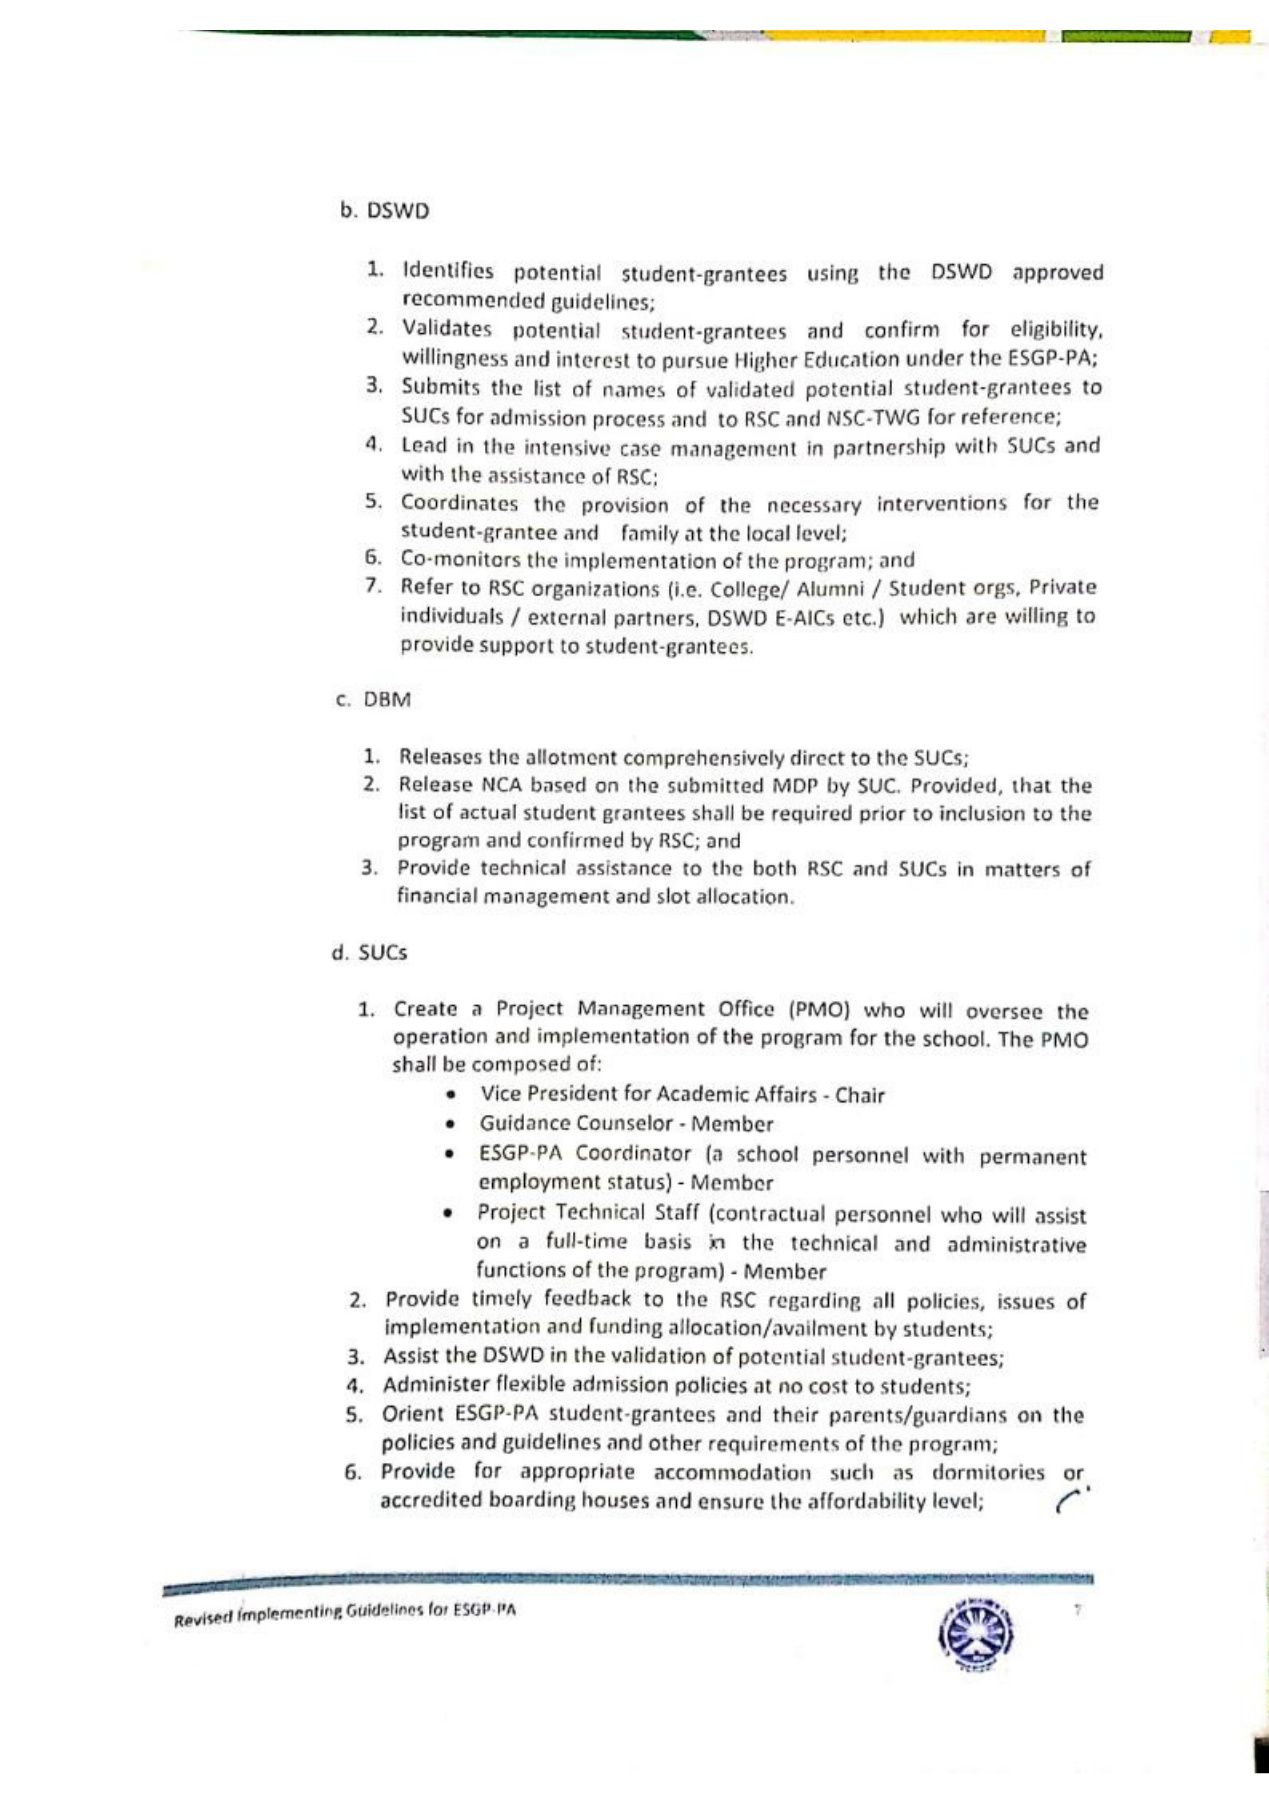 b. DSWD
1. Identifies potential student-grantees using the DSWD approved
recommended guidelines;
2. Validates potential student-grantees and confirm for eligibility,
willingness and interest to pursue Higher Education under the ESGP-PA;
3. Submits the list of names of validated potential student-grantees to
SUCs for admission process and to RSC and NSC-TWG for reference;
4. Lead in the intensive case management in partnership with SUCs and
with the assistance of RSC;
5. Coordinates the provision of the necessary interventions for the
student-grantee and family at the local level;
6. Co-monitors the implementation of the program; and
7. Refer to RSC organizations (i.e. College/ Alumni / Student orgs, Private
individuals / external partners, DSWD E-AICs etc.) which are willing to
provide support to student-grantees.
c. DBM
1. Releases the allotment comprehensively direct to the SUCs;
2. Release NCA based on the submitted MDP by SUC. Provided, that the
list of actual student grantees shall be required prior to inclusion to the
program and confirmed by RSC; and
3. Provide technical assistance to the both RSC and SUCs in matters of
financial management and slot allocation.
d. SUCs
1. Create a Project Management Office (PMO) who will oversee the
operation and implementation of the program for the school. The PMO
shall be composed of:
• Vice President for Academic Affairs - Chair
• Guidance Counselor - Member
• ESGP-PA Coordinator (a school personnel with permanent
employment status) - Member
• Project Technical Staff (contractual personnel who will assist
on a full-time basis in the technical and administrative
functions of the program) - Member
2. Provide timely feedback to the RSC regarding all policies, issues of
implementation and funding allocation/availment by students;
3. Assist the DSWD in the validation of potential student-grantees;
4. Administer flexible admission policies at no cost to students;
5. Orient ESGP-PA student-grantees and their parents/guardians on the
policies and guidelines and other requirements of the program;
6. Provide for appropriate accommodation such as dormitories or
accredited boarding houses and ensure the affordability level;
Revised Implementing Guidelines for ESGP-PA
7